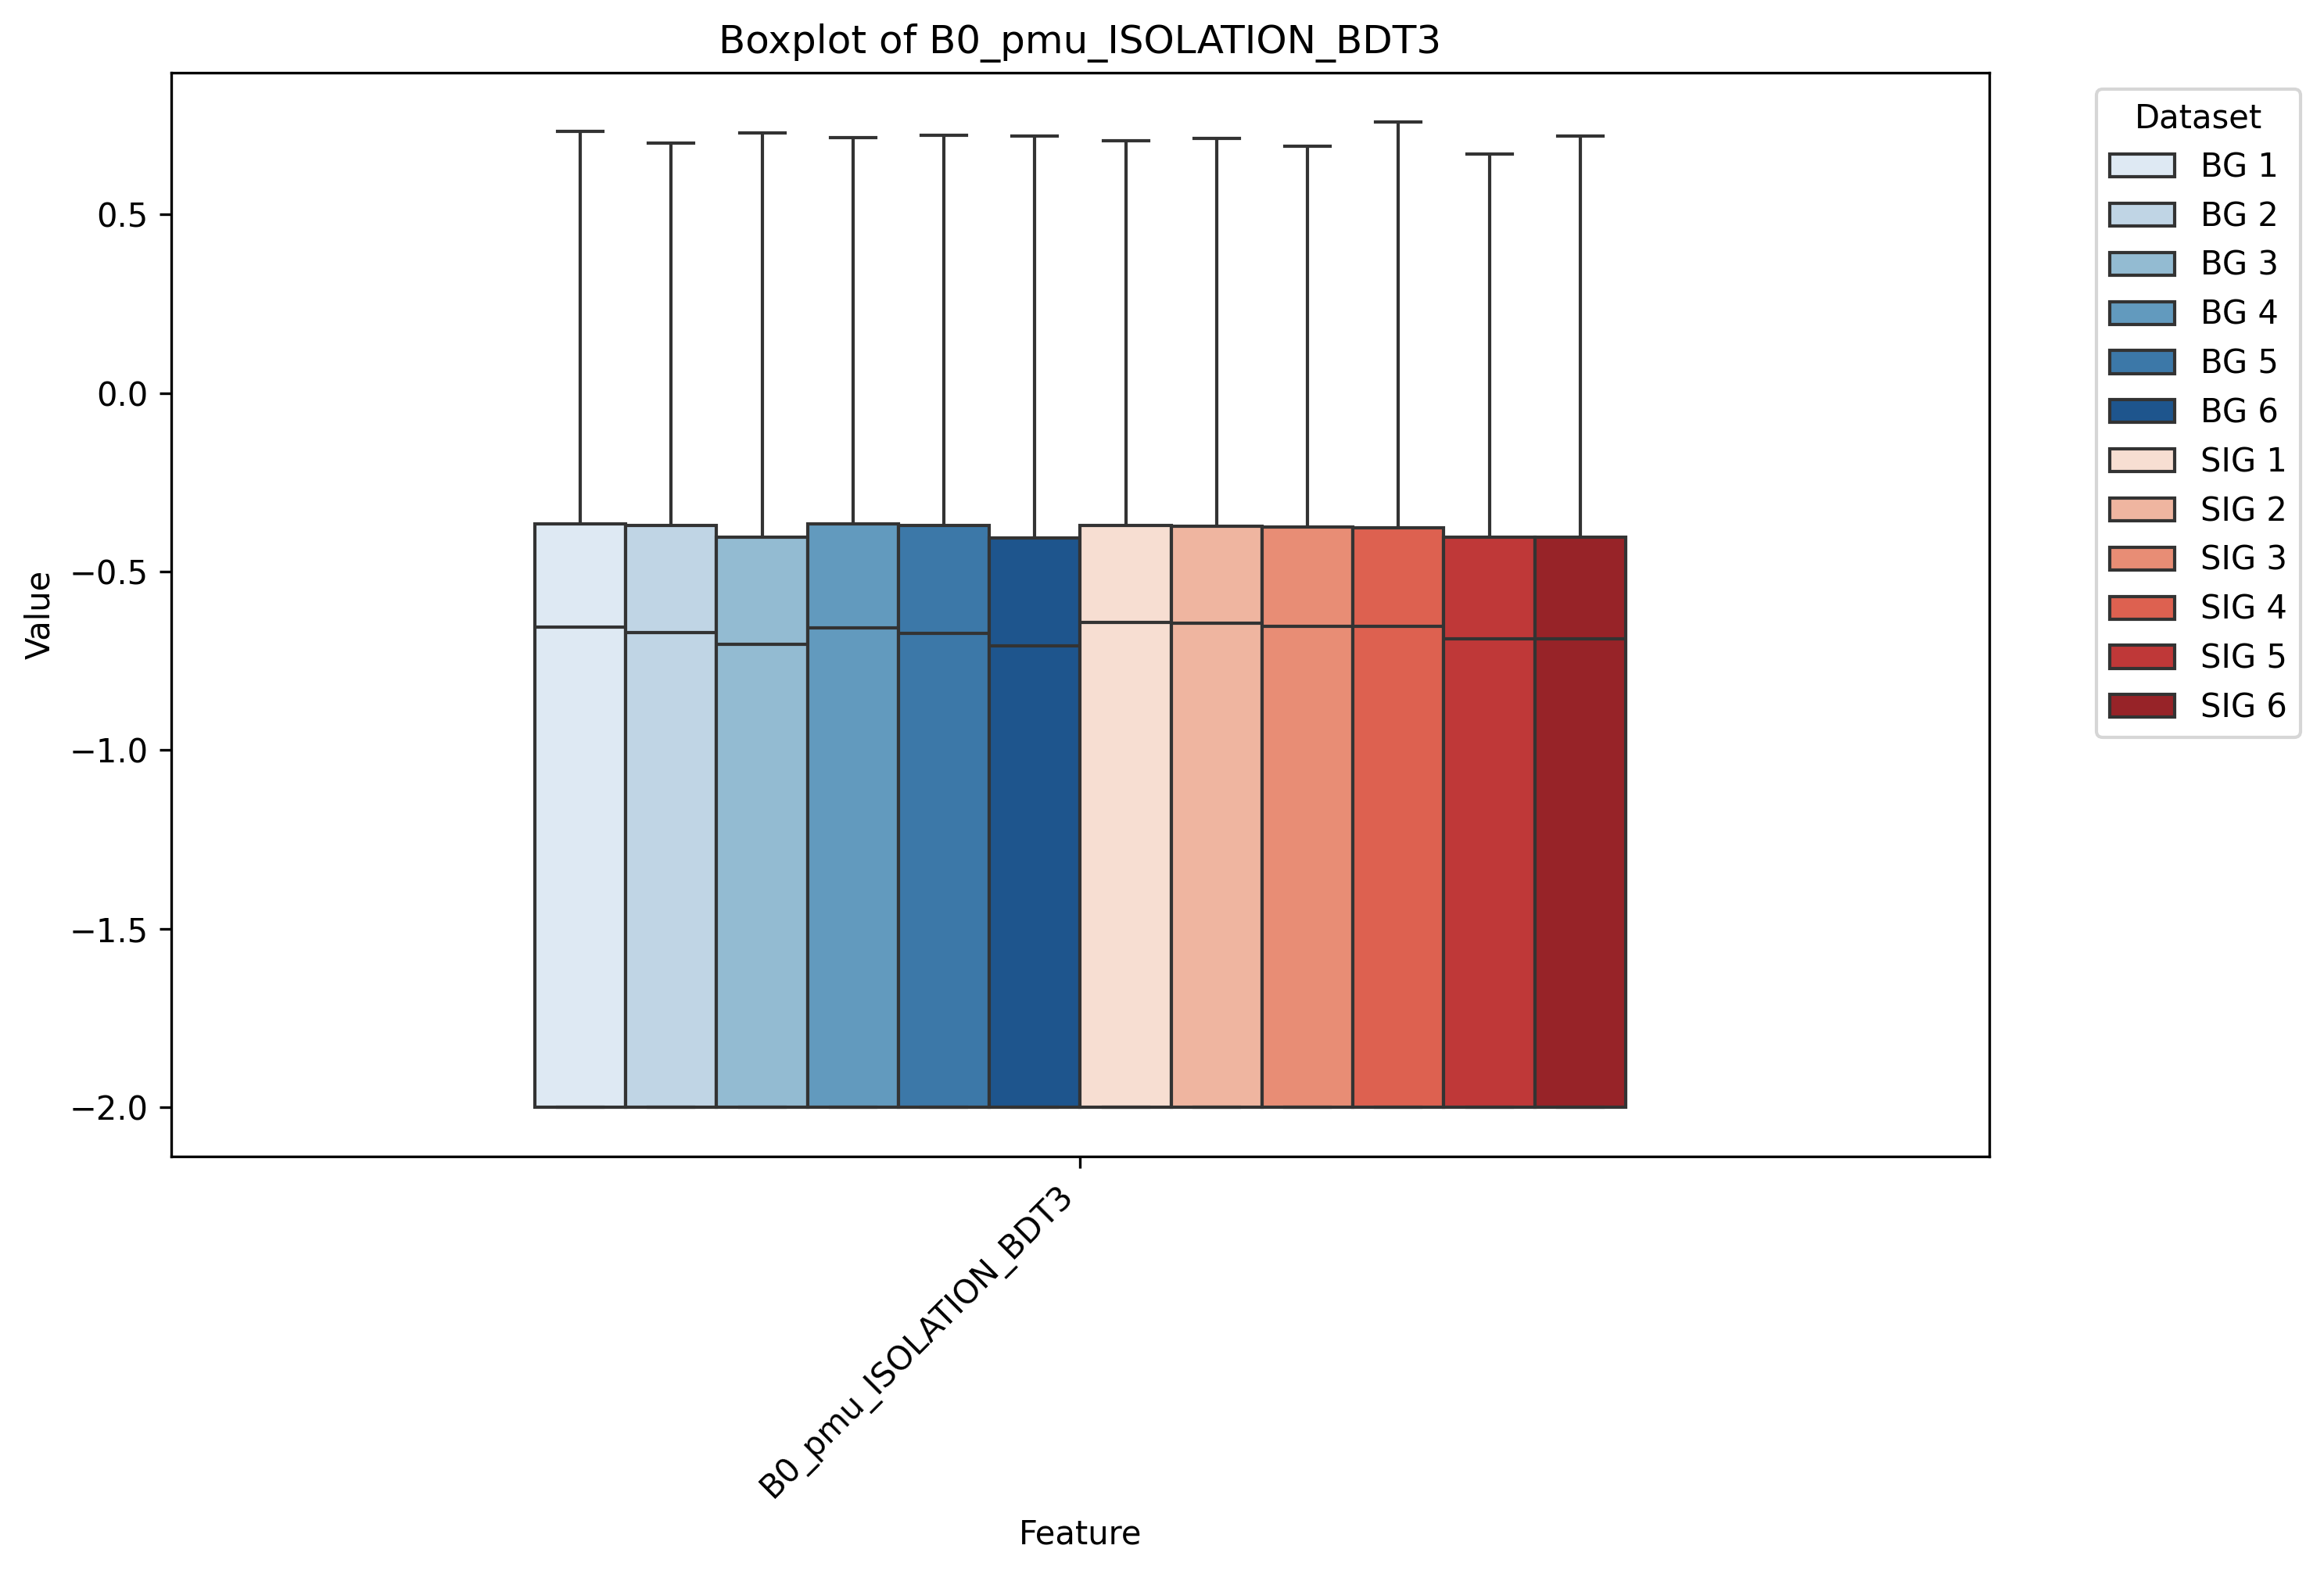 Boxplot of B0_pmu_ISOLATION_BDT3
Value
0.5
0.0
−0.5
−1.0
−1.5
−2.0
B0_pmu_ISOLATION_BDT3
Feature
Dataset
BG 1
BG 2
BG 3
BG 4
BG 5
BG 6
SIG 1
SIG 2
SIG 3
SIG 4
SIG 5
SIG 6